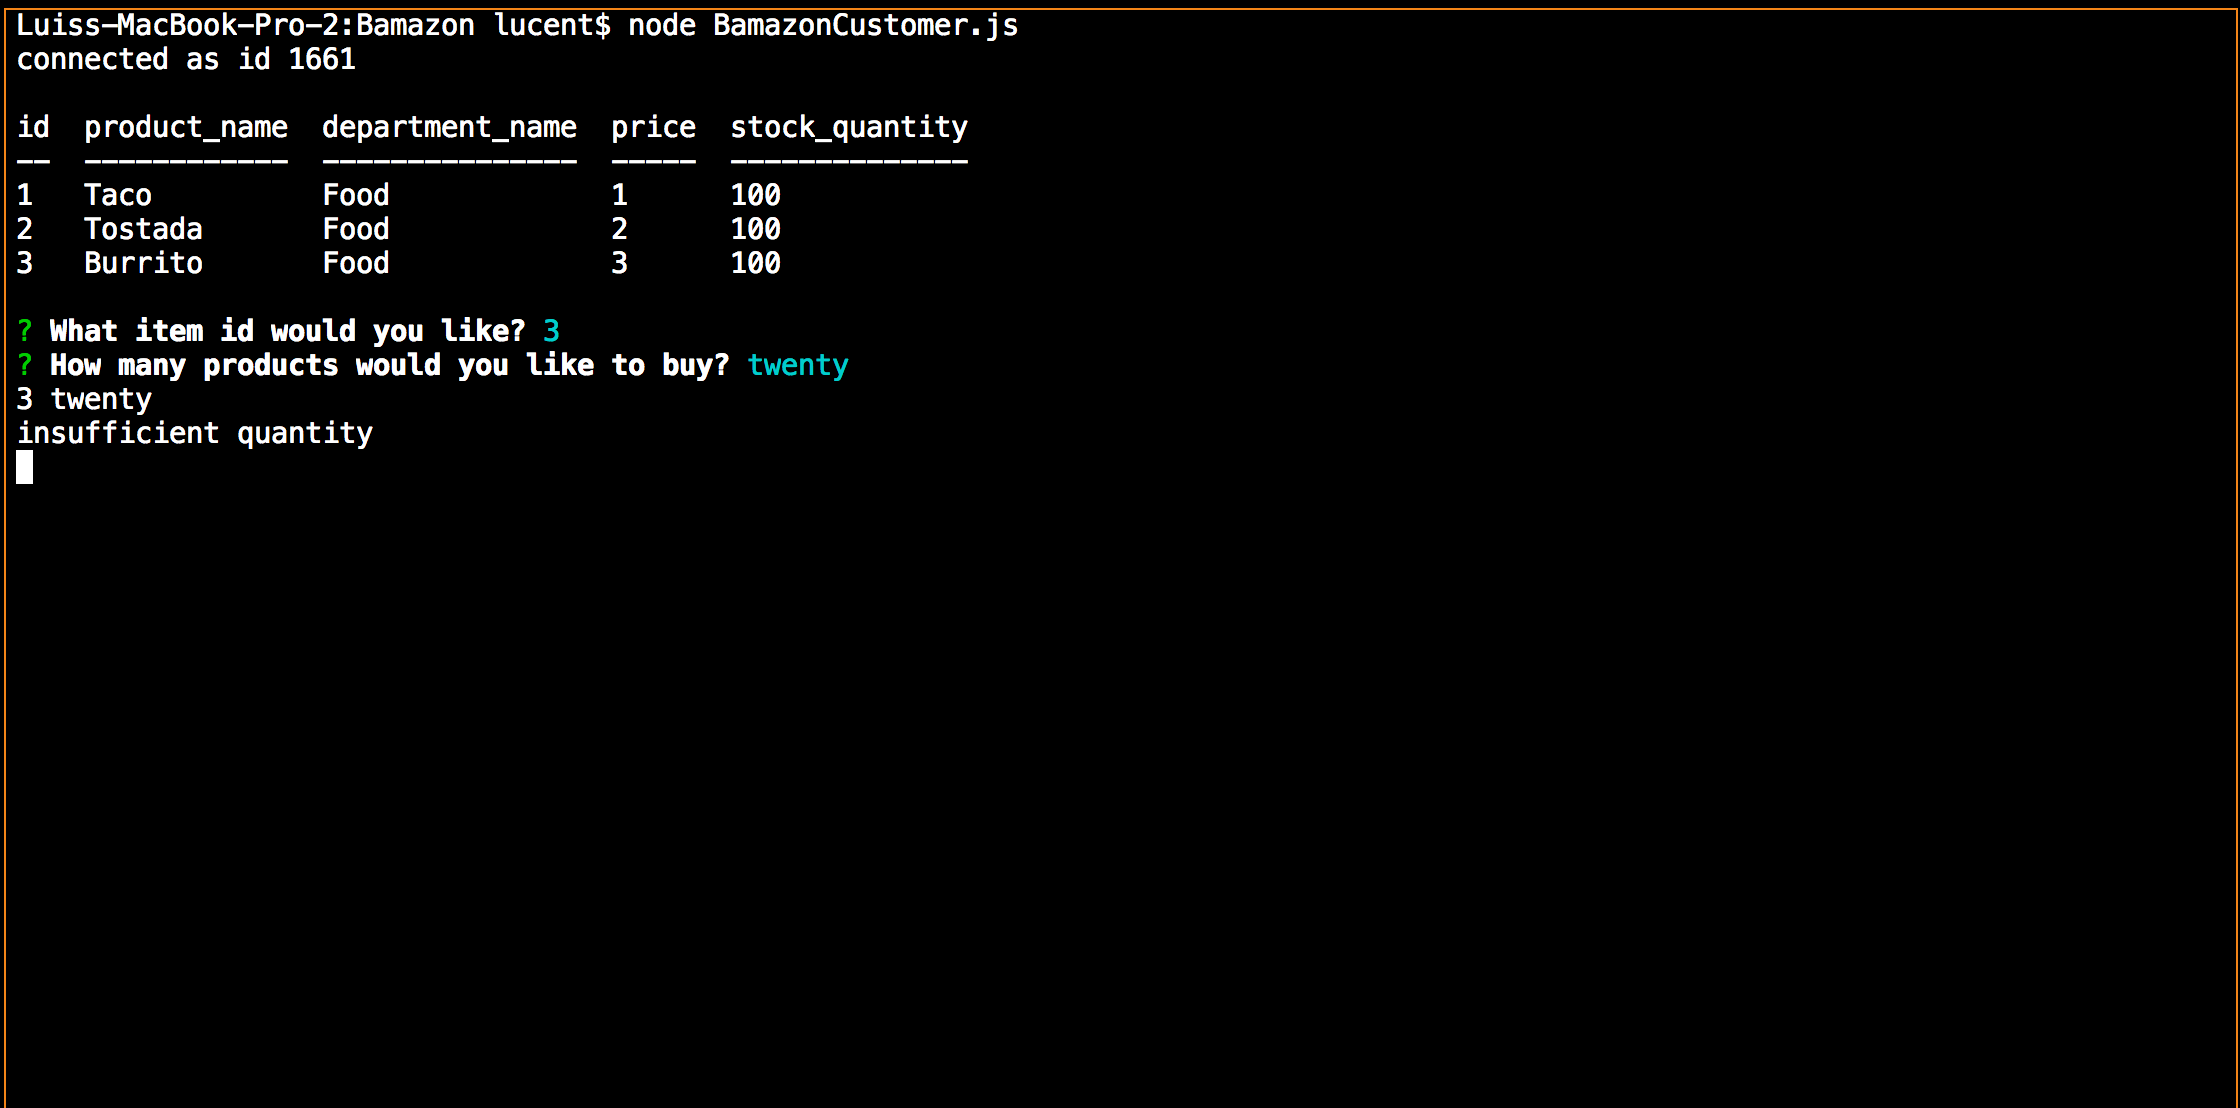 Luiss-MacBook-Pro-2:Bamazon lucent$ node BamazonCustomer.js
connected as id 1661
id  product_name  department_name  price  stock_quantity
--  ------------  ---------------  -----  --------------
1   Taco          Food             1      100
2   Tostada       Food             2      100
3   Burrito       Food             3      100
? What item id would you like? 3
? How many products would you like to buy? twenty
3 twenty
insufficient quantity